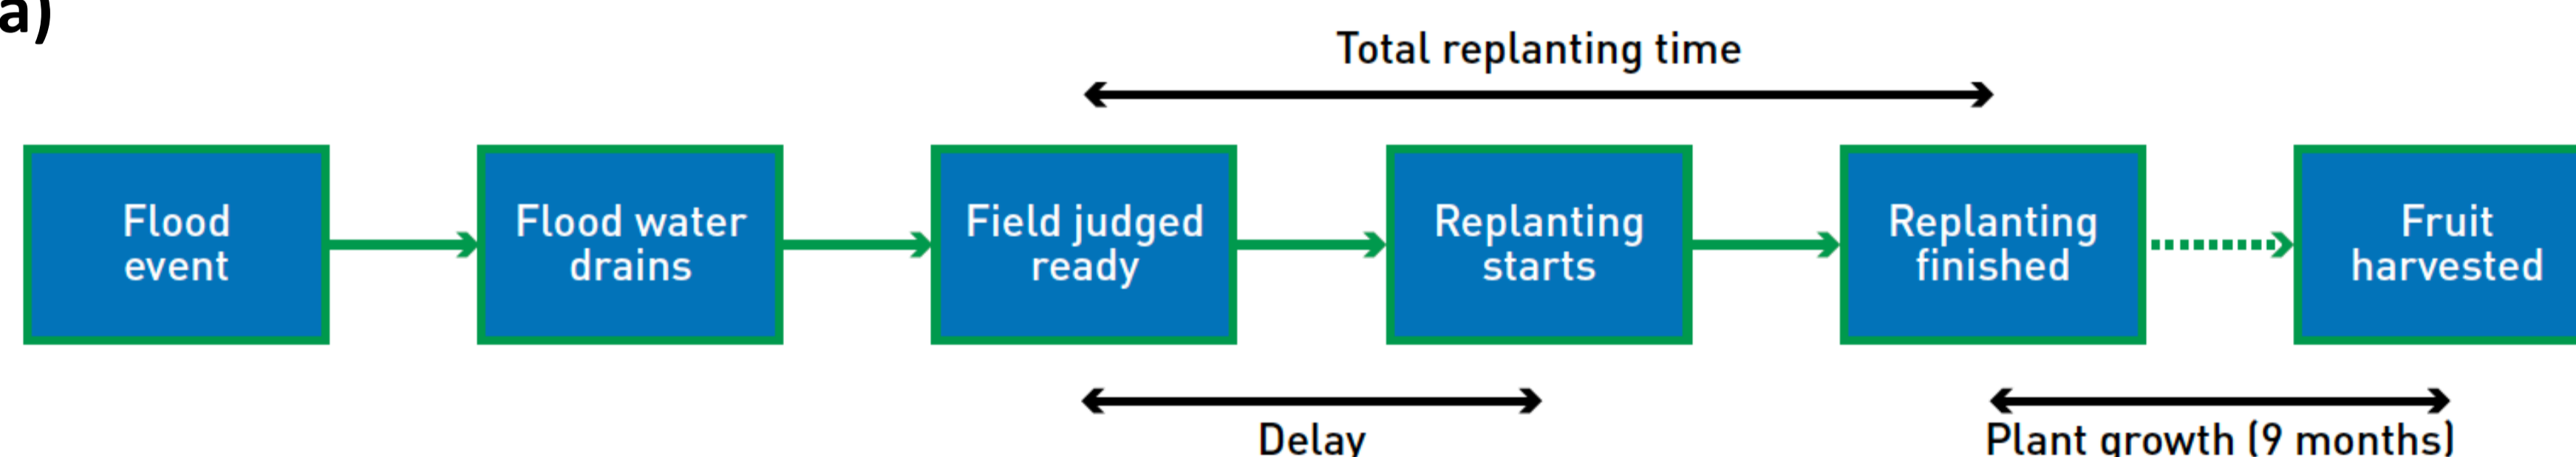 a)
Total replanting time
Flood
event
Flood water
drains
Field judged
ready
Replanting
starts
Replanting
finished
Fruit
harvested
Delay
Plant growth (9 months)